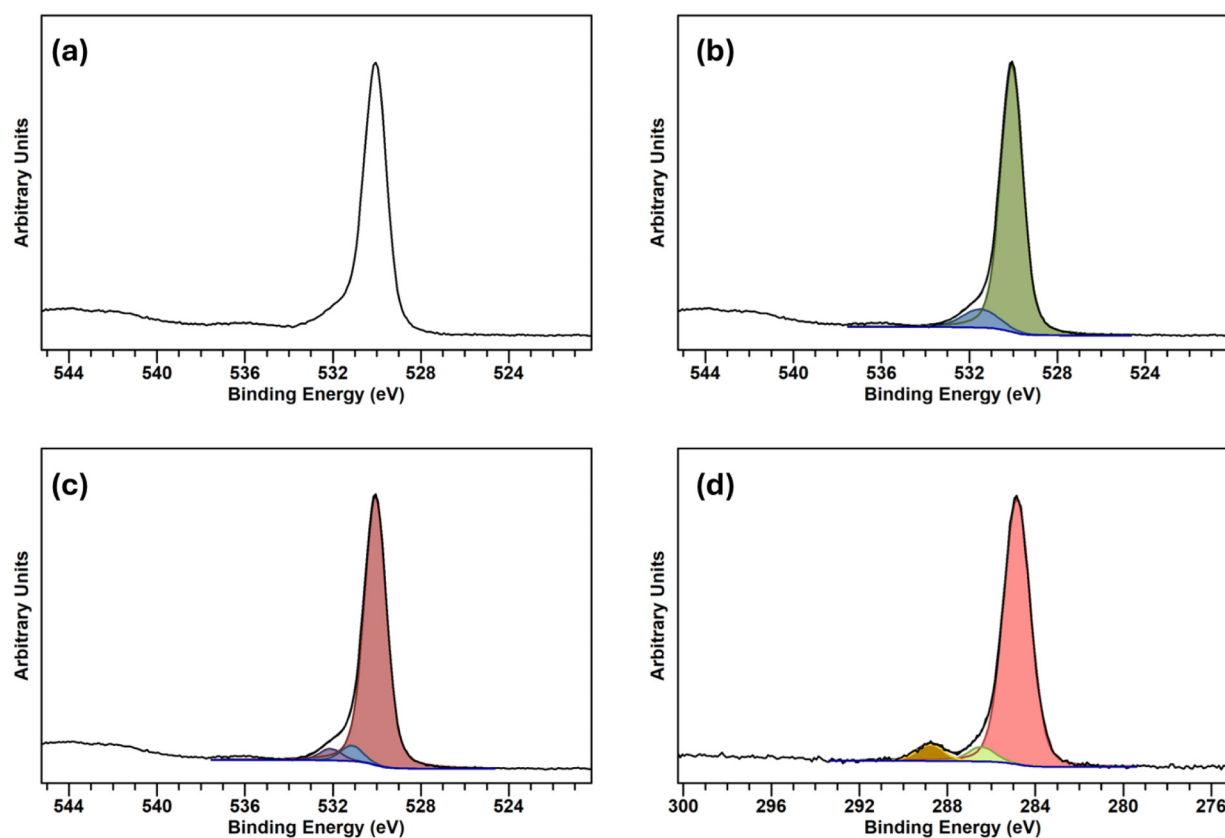 (a)
Arbitrary Units
544 540 536 532 528 524
Binding Energy (eV)
(b)
Arbitrary Units
544 540 536 532 528 524
Binding Energy (eV)
(c)
Arbitrary Units
544 540 536 532 528 524
Binding Energy (eV)
(d)
Arbitrary Units
300 296 292 288 284 280 276
Binding Energy (eV)